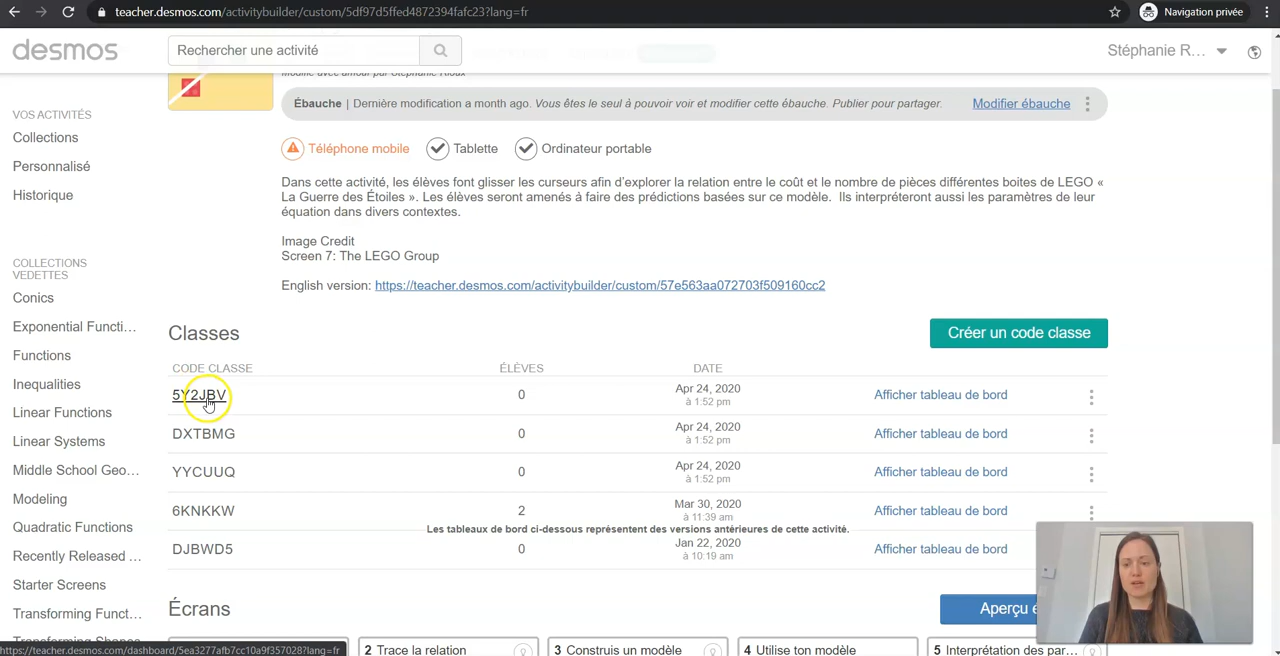 teacher.desmos.com/activitybuilder/custom/5df97d5ffed4872394fafc23?lang=fr
Navigation privée
desmos
Rechercher une activité
Stéphanie R...
Modifié avec amour par Stéphanie Rioux
Ébauche | Dernière modification a month ago. Vous êtes le seul à pouvoir voir et modifier cette ébauche. Publier pour partager.
Modifier ébauche
VOS ACTIVITÉS
Collections
Personnalisé
Historique
COLLECTIONS
VEDETTES
Conics
Exponential Functi...
Functions
Inequalities
Linear Functions
Linear Systems
Middle School Geo...
Modeling
Quadratic Functions
Recently Released ...
Starter Screens
Transforming Funct...
Téléphone mobile
Tablette
Ordinateur portable
Dans cette activité, les élèves font glisser les curseurs afin d'explorer la relation entre le coût et le nombre de pièces différentes boites de LEGO «
La Guerre des Étoiles ». Les élèves seront amenés à faire des prédictions basées sur ce modèle. Ils interpréteront aussi les paramètres de leur
équation dans divers contextes.
Image Credit
Screen 7: The LEGO Group
English version: https://teacher.desmos.com/activitybuilder/custom/57e563aa072703f509160cc2
Classes
Créer un code classe
CODE CLASSE ÉLÈVES DATE
5Y2JBV 0 Apr 24, 2020 à 1:52 pm Afficher tableau de bord
DXTBMG 0 Apr 24, 2020 à 1:52 pm Afficher tableau de bord
YYCUUQ 0 Apr 24, 2020 à 1:52 pm Afficher tableau de bord
6KNKKW 2 Mar 30, 2020 à 11:39 am Afficher tableau de bord
Les tableaux de bord ci-dessous représentent des versions antérieures de cette activité.
DJBWD5 0 Jan 22, 2020 à 10:19 am Afficher tableau de bord
Écrans
Aperçu
2 Trace la relation
3 Construis un modèle
4 Utilise ton modèle
5 Interprétation des par...
https://teacher.desmos.com/dashboard/5ea3277afb7cc10a9f357028?lang=fr